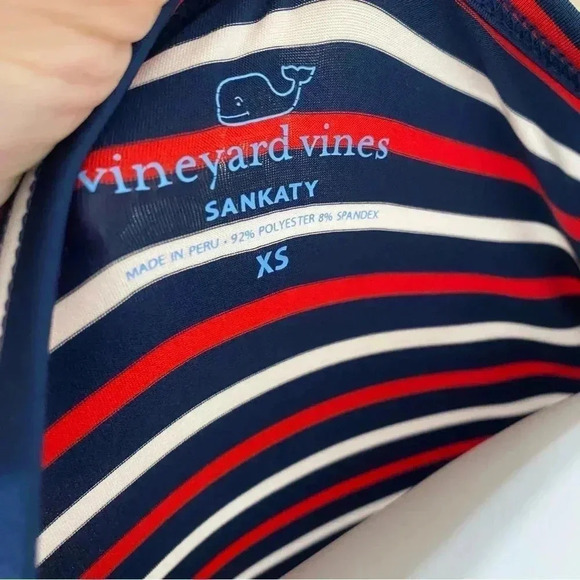 vineyard vines
SANKATY
MADE IN PERU • 92% POLYESTER 8% SPANDEX
XS